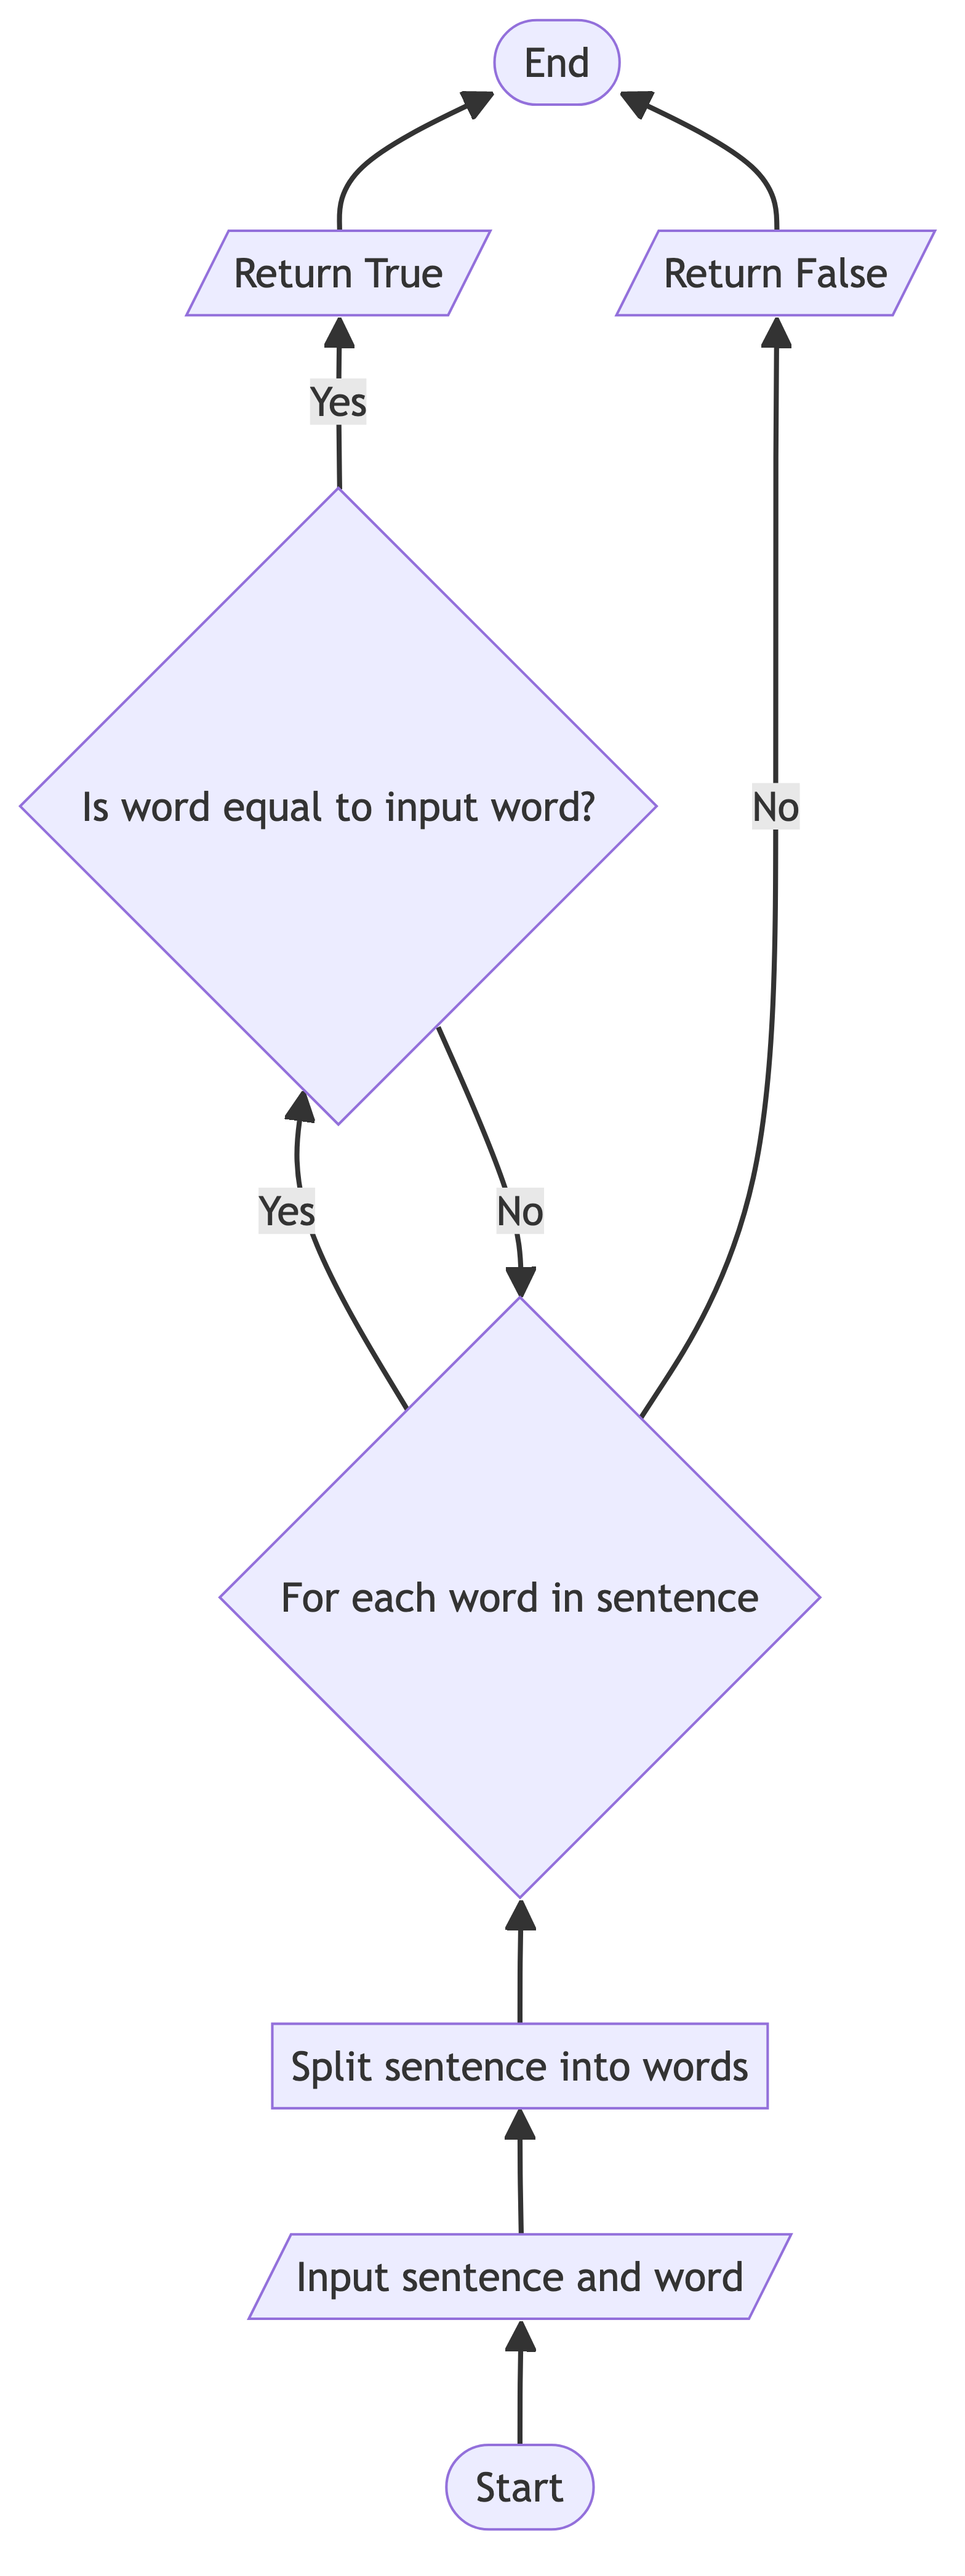 End
Return True
Return False
Yes
Is word equal to input word?
No
Yes
No
For each word in sentence
Split sentence into words
Input sentence and word
Start